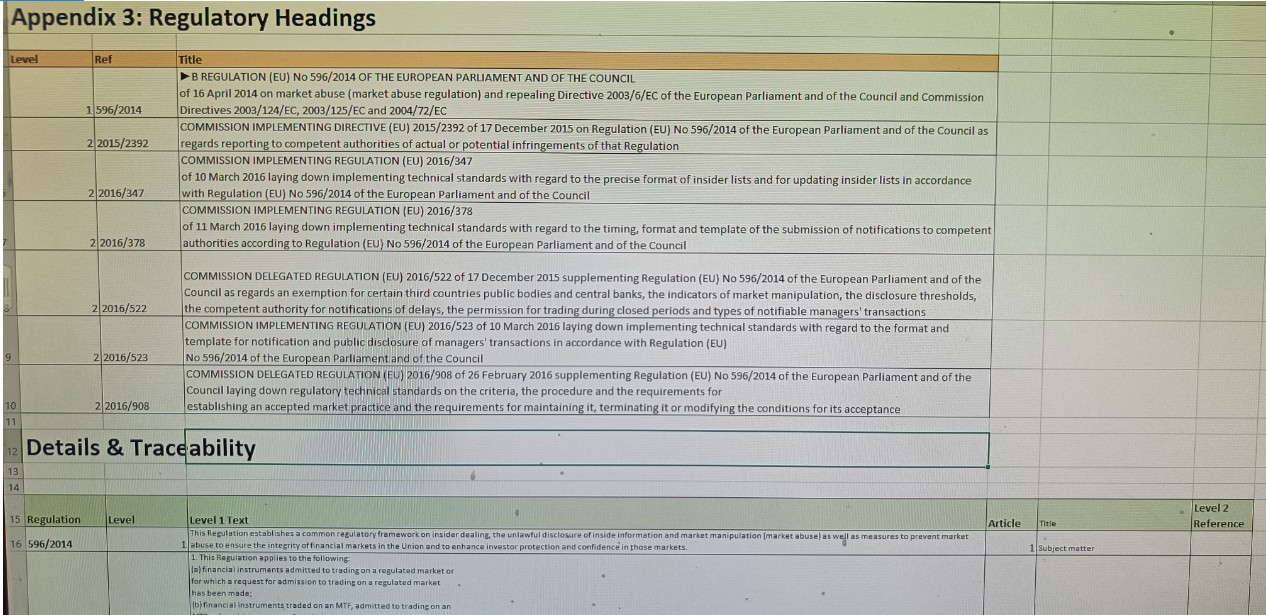 Appendix 3: Regulatory Headings
Level Ref Title
►B REGULATION (EU) No 596/2014 OF THE EUROPEAN PARLIAMENT AND OF THE COUNCIL
of 16 April 2014 on market abuse (market abuse regulation) and repealing Directive 2003/6/EC of the European Parliament and of the Council and Commission
1 596/2014 Directives 2003/124/EC, 2003/125/EC and 2004/72/EC
COMMISSION IMPLEMENTING DIRECTIVE (EU) 2015/2392 of 17 December 2015 on Regulation (EU) No 596/2014 of the European Parliament and of the Council as
2 2015/2392 regards reporting to competent authorities of actual or potential infringements of that Regulation
COMMISSION IMPLEMENTING REGULATION (EU) 2016/347
of 10 March 2016 laying down implementing technical standards with regard to the precise format of insider lists and for updating insider lists in accordance
2 2016/347 with Regulation (EU) No 596/2014 of the European Parliament and of the Council
COMMISSION IMPLEMENTING REGULATION (EU) 2016/378
of 11 March 2016 laying down implementing technical standards with regard to the timing, format and template of the submission of notifications to competent
7 2 2016/378 authorities according to Regulation (EU) No 596/2014 of the European Parliament and of the Council
COMMISSION DELEGATED REGULATION (EU) 2016/522 of 17 December 2015 supplementing Regulation (EU) No 596/2014 of the European Parliament and of the
Council as regards an exemption for certain third countries public bodies and central banks, the indicators of market manipulation, the disclosure thresholds,
2 2016/522 the competent authority for notifications of delays, the permission for trading during closed periods and types of notifiable managers' transactions
COMMISSION IMPLEMENTING REGULATION (EU) 2016/523 of 10 March 2016 laying down implementing technical standards with regard to the format and
template for notification and public disclosure of managers' transactions in accordance with Regulation (EU)
9 2 2016/523 No 596/2014 of the European Parliament and of the Council
COMMISSION DELEGATED REGULATION (EU) 2016/908 of 26 February 2016 supplementing Regulation (EU) No 596/2014 of the European Parliament and of the
Council laying down regulatory technical standards on the criteria, the procedure and the requirements for
10 2 2016/908 establishing an accepted market practice and the requirements for maintaining it, terminating it or modifying the conditions for its acceptance
11
12 Details & Traceability
13
14
Level 2
15 Regulation Level Level 1 Text Article Title Reference
This Regulation establishes a common regulatory framework on insider dealing, the unlawful disclosure of inside information and market manipulation (market abuse) as well as measures to prevent market
16 596/2014 1 abuse to ensure the integrity of financial markets in the Union and to enhance investor protection and confidence in those markets. 1 Subject matter
1. This Regulation applies to the following:
(a) financial instruments admitted to trading on a regulated market or
for which a request for admission to trading on a regulated market
has been made;
(b) financial instruments traded on an MTF, admitted to trading on an